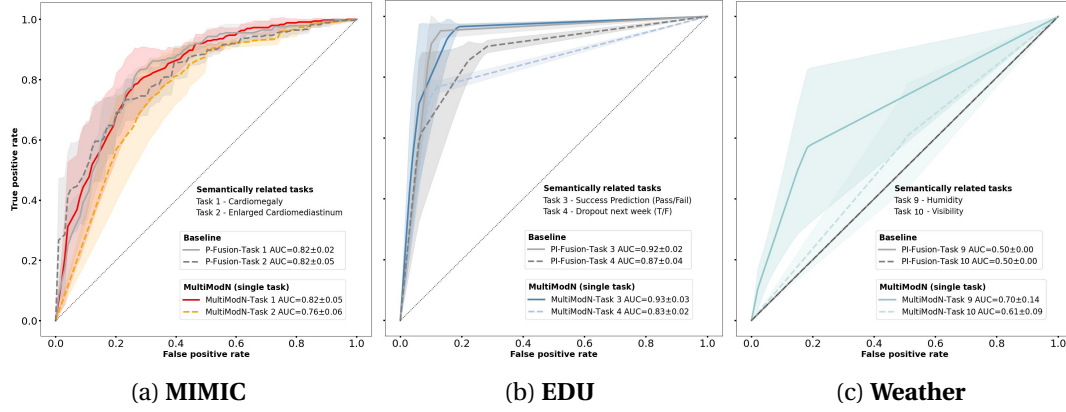 1.0
0.8
0.6
0.4
0.2
0.0
True positive rate
Semantically related tasks
Task 1 - Cardiomegaly
Task 2 - Enlarged Cardiomediastinum
Baseline
P-Fusion-Task 1 AUC=0.82±0.02
P-Fusion-Task 2 AUC=0.82±0.05
MultiModN (single task)
MultiModN-Task 1 AUC=0.82±0.05
MultiModN-Task 2 AUC=0.76±0.06
0.0 0.2 0.4 0.6 0.8 1.0
False positive rate
(a) MIMIC
Semantically related tasks
Task 3 - Success Prediction (Pass/Fail)
Task 4 - Dropout next week (T/F)
Baseline
PI-Fusion-Task 3 AUC=0.92±0.02
PI-Fusion-Task 4 AUC=0.87±0.04
MultiModN (single task)
MultiModN-Task 3 AUC=0.93±0.03
MultiModN-Task 4 AUC=0.83±0.02
0.0 0.2 0.4 0.6 0.8 1.0
False positive rate
(b) EDU
Semantically related tasks
Task 9 - Humidity
Task 10 - Visibility
Baseline
PI-Fusion-Task 9 AUC=0.50±0.00
PI-Fusion-Task 10 AUC=0.50±0.00
MultiModN (single task)
MultiModN-Task 9 AUC=0.70±0.14
MultiModN-Task 10 AUC=0.61±0.09
0.0 0.2 0.4 0.6 0.8 1.0
False positive rate
(c) Weather